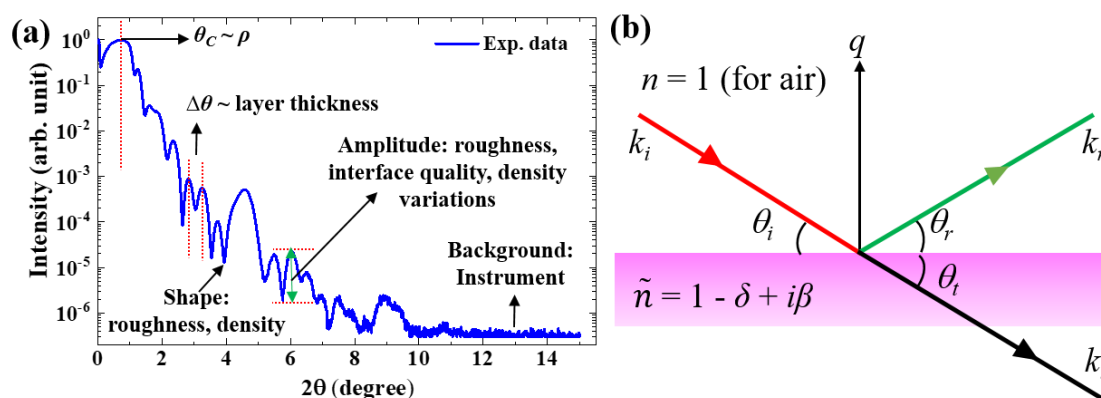 (a)
θC ~ ρ
Exp. data
Δθ ~ layer thickness
Amplitude: roughness,
interface quality, density
variations
Background:
Instrument
Shape:
roughness, density
Intensity (arb. unit)
10^0
10^-1
10^-2
10^-3
10^-4
10^-5
10^-6
0 2 4 6 8 10 12 14
2θ (degree)
(b)
q
n = 1 (for air)
ki
θi
θr
θt
ñ = 1 - δ + iβ